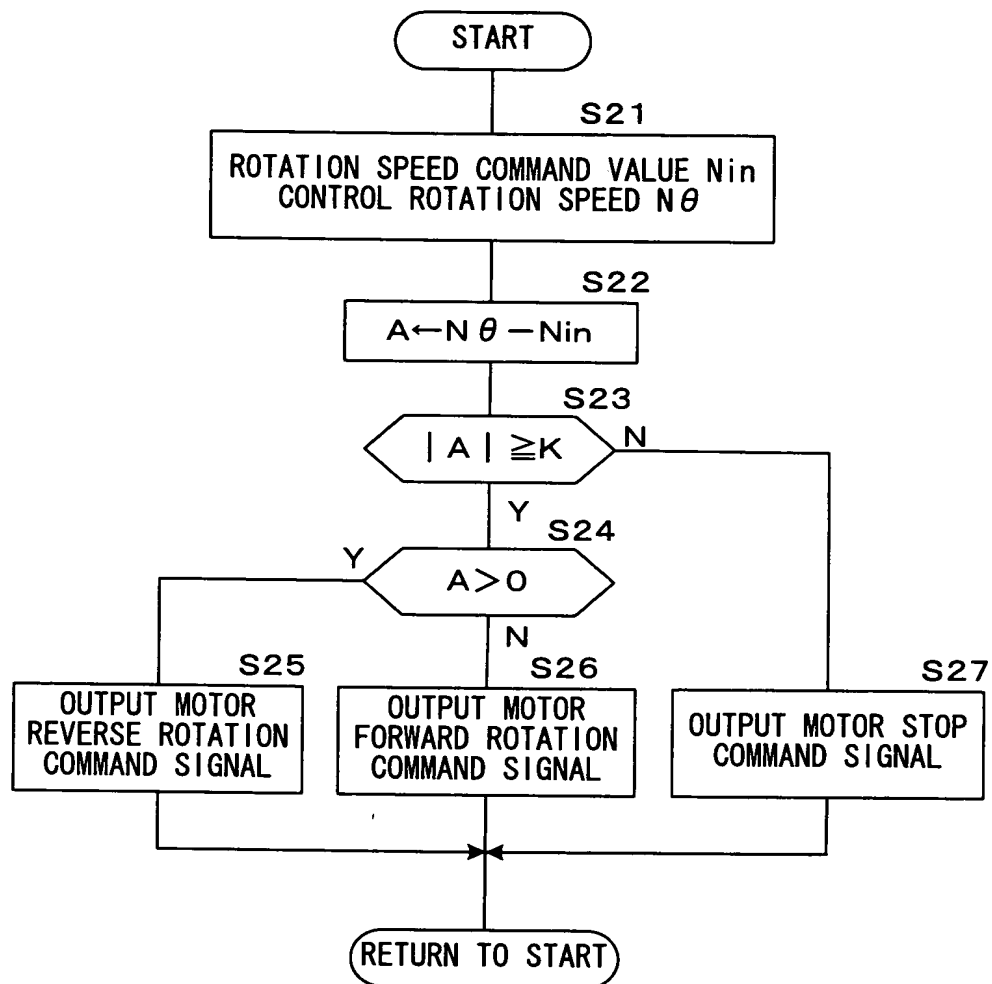 START
S21
ROTATION SPEED COMMAND VALUE Nin
CONTROL ROTATION SPEED Nθ
S22
A←Nθ−Nin
S23
|A|≧K
N
Y
S24
Y
A>0
N
S25
OUTPUT MOTOR
REVERSE ROTATION
COMMAND SIGNAL
S26
OUTPUT MOTOR
FORWARD ROTATION
COMMAND SIGNAL
S27
OUTPUT MOTOR STOP
COMMAND SIGNAL
RETURN TO START